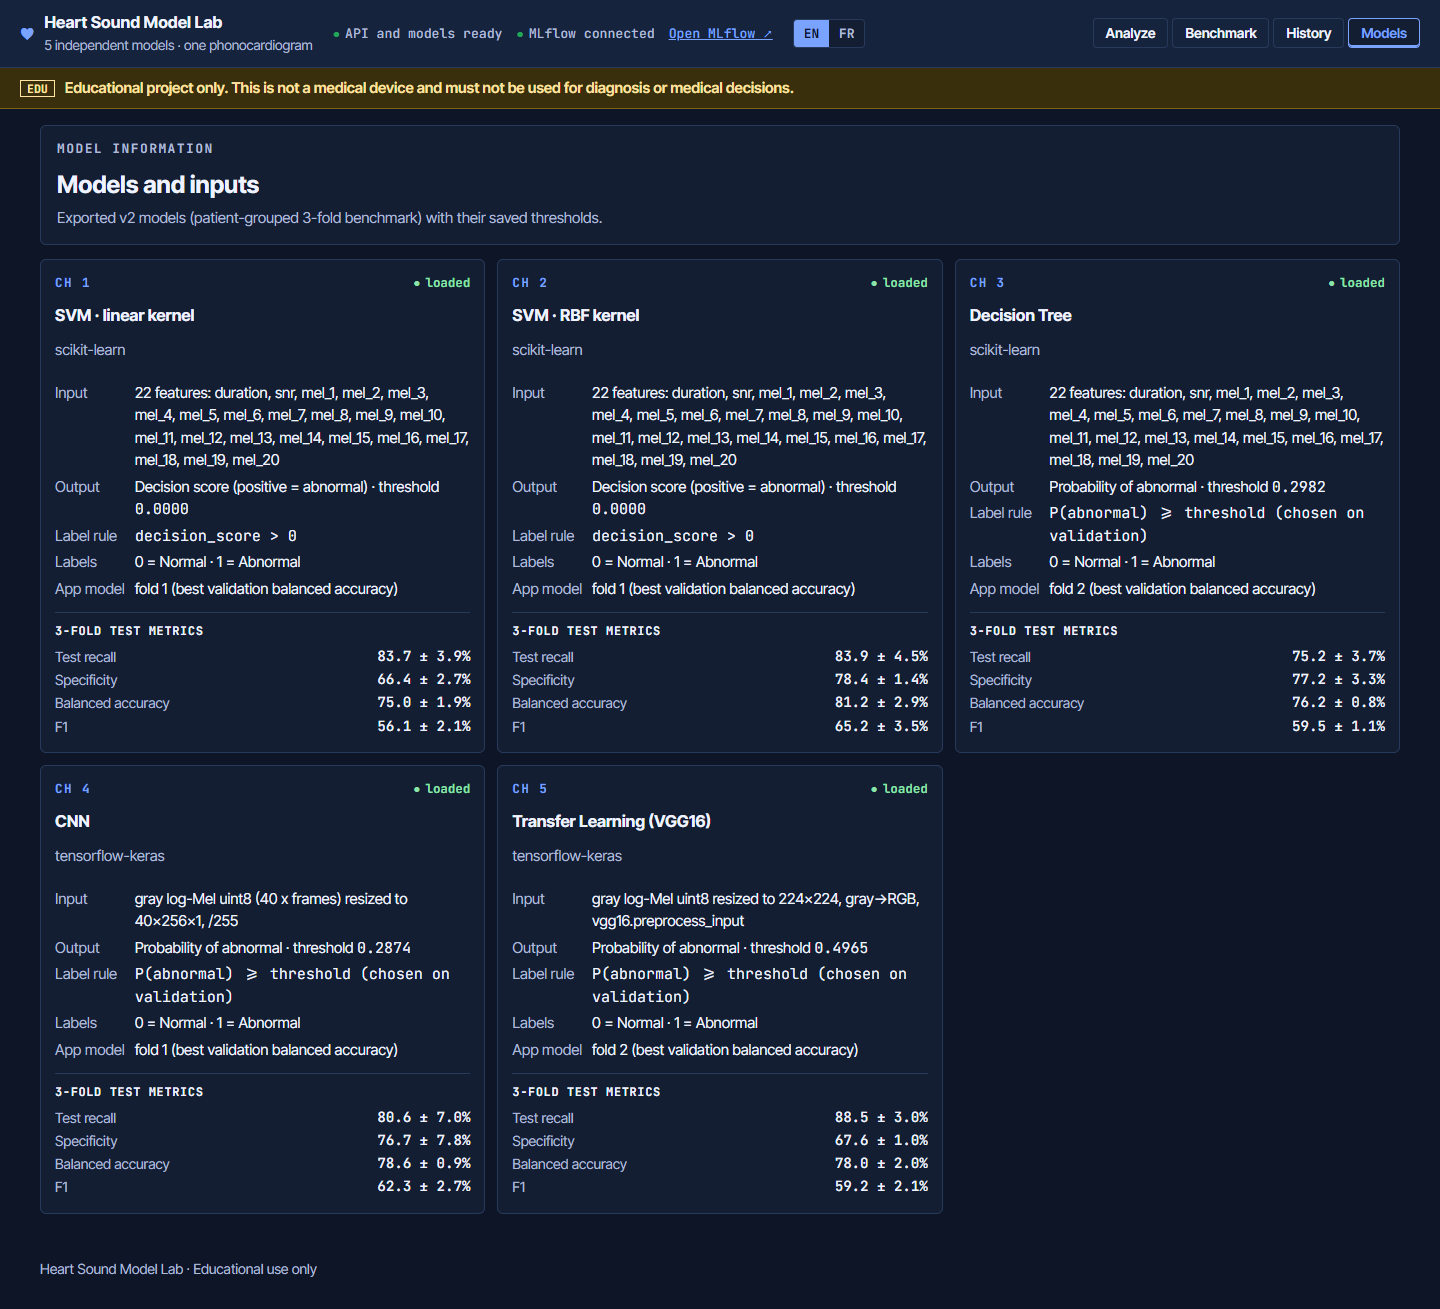 Heart Sound Model Lab
5 independent models · one phonocardiogram
API and models ready
MLflow connected
Open MLflow ↗
EN FR
Analyze
Benchmark
History
Models
EDU Educational project only. This is not a medical device and must not be used for diagnosis or medical decisions.
MODEL INFORMATION
Models and inputs
Exported v2 models (patient-grouped 3-fold benchmark) with their saved thresholds.
CH 1 loaded
SVM · linear kernel
scikit-learn
Input 22 features: duration, snr, mel_1, mel_2, mel_3,
mel_4, mel_5, mel_6, mel_7, mel_8, mel_9, mel_10,
mel_11, mel_12, mel_13, mel_14, mel_15, mel_16, mel_17,
mel_18, mel_19, mel_20
Output Decision score (positive = abnormal) · threshold
0.0000
Label rule decision_score > 0
Labels 0 = Normal · 1 = Abnormal
App model fold 1 (best validation balanced accuracy)
3-FOLD TEST METRICS
Test recall 83.7 ± 3.9%
Specificity 66.4 ± 2.7%
Balanced accuracy 75.0 ± 1.9%
F1 56.1 ± 2.1%
CH 2 loaded
SVM · RBF kernel
scikit-learn
Input 22 features: duration, snr, mel_1, mel_2, mel_3,
mel_4, mel_5, mel_6, mel_7, mel_8, mel_9, mel_10,
mel_11, mel_12, mel_13, mel_14, mel_15, mel_16, mel_17,
mel_18, mel_19, mel_20
Output Decision score (positive = abnormal) · threshold
0.0000
Label rule decision_score > 0
Labels 0 = Normal · 1 = Abnormal
App model fold 1 (best validation balanced accuracy)
3-FOLD TEST METRICS
Test recall 83.9 ± 4.5%
Specificity 78.4 ± 1.4%
Balanced accuracy 81.2 ± 2.9%
F1 65.2 ± 3.5%
CH 3 loaded
Decision Tree
scikit-learn
Input 22 features: duration, snr, mel_1, mel_2, mel_3,
mel_4, mel_5, mel_6, mel_7, mel_8, mel_9, mel_10,
mel_11, mel_12, mel_13, mel_14, mel_15, mel_16, mel_17,
mel_18, mel_19, mel_20
Output Probability of abnormal · threshold 0.2982
Label rule P(abnormal) ⩾ threshold (chosen on
validation)
Labels 0 = Normal · 1 = Abnormal
App model fold 2 (best validation balanced accuracy)
3-FOLD TEST METRICS
Test recall 75.2 ± 3.7%
Specificity 77.2 ± 3.3%
Balanced accuracy 76.2 ± 0.8%
F1 59.5 ± 1.1%
CH 4 loaded
CNN
tensorflow-keras
Input gray log-Mel uint8 (40 x frames) resized to
40×256×1, /255
Output Probability of abnormal · threshold 0.2874
Label rule P(abnormal) ⩾ threshold (chosen on
validation)
Labels 0 = Normal · 1 = Abnormal
App model fold 1 (best validation balanced accuracy)
3-FOLD TEST METRICS
Test recall 80.6 ± 7.0%
Specificity 76.7 ± 7.8%
Balanced accuracy 78.6 ± 0.9%
F1 62.3 ± 2.7%
CH 5 loaded
Transfer Learning (VGG16)
tensorflow-keras
Input gray log-Mel uint8 resized to 224×224, gray→RGB,
vgg16.preprocess_input
Output Probability of abnormal · threshold 0.4965
Label rule P(abnormal) ⩾ threshold (chosen on
validation)
Labels 0 = Normal · 1 = Abnormal
App model fold 2 (best validation balanced accuracy)
3-FOLD TEST METRICS
Test recall 88.5 ± 3.0%
Specificity 67.6 ± 1.0%
Balanced accuracy 78.0 ± 2.0%
F1 59.2 ± 2.1%
Heart Sound Model Lab · Educational use only